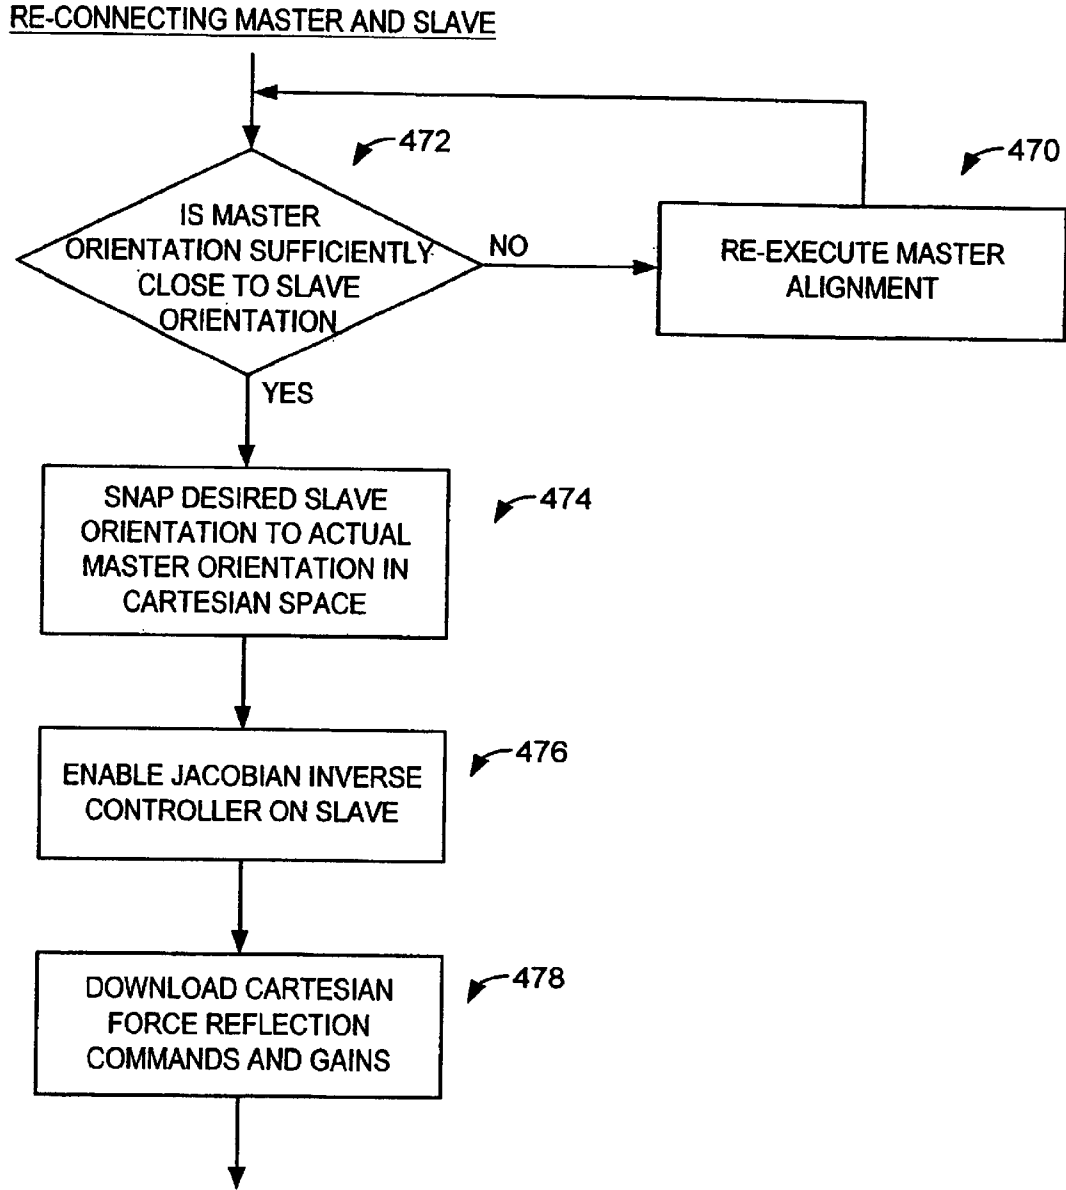 RE-CONNECTING MASTER AND SLAVE
472
IS MASTER
ORIENTATION SUFFICIENTLY
CLOSE TO SLAVE
ORIENTATION
NO
470
RE-EXECUTE MASTER
ALIGNMENT
YES
SNAP DESIRED SLAVE
ORIENTATION TO ACTUAL
MASTER ORIENTATION IN
CARTESIAN SPACE
474
ENABLE JACOBIAN INVERSE
CONTROLLER ON SLAVE
476
DOWNLOAD CARTESIAN
FORCE REFLECTION
COMMANDS AND GAINS
478